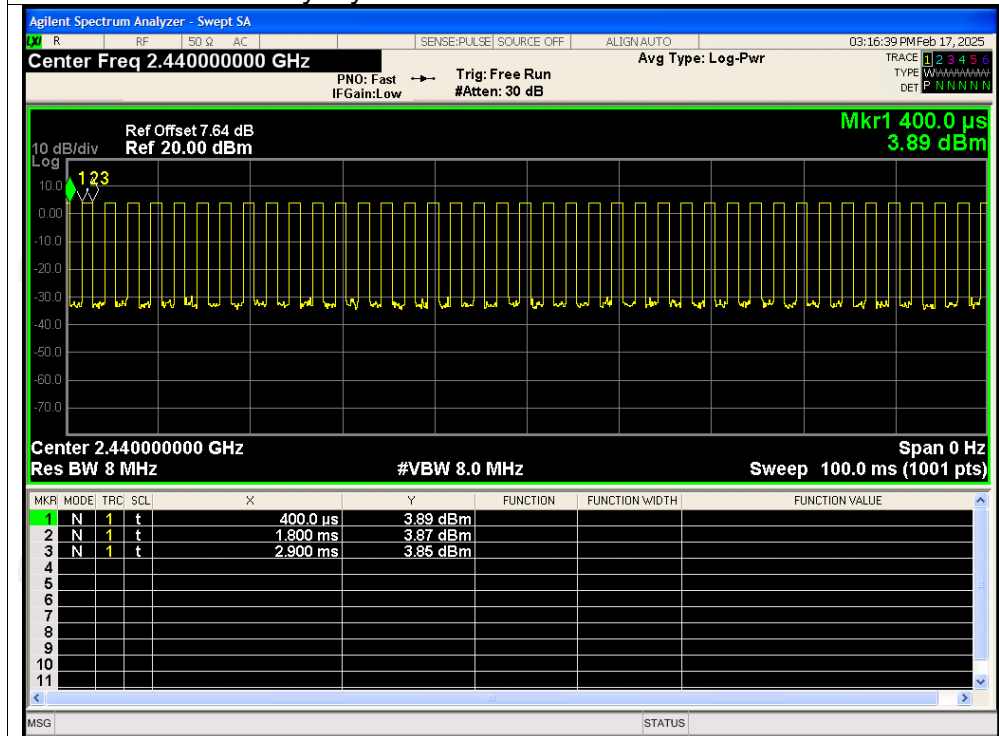 Agilent Spectrum Analyzer - Swept SA
LXI R RF 50 Ω AC SENSE:PULSE SOURCE OFF ALIGN AUTO 03:16:39 PM Feb 17, 2025
Center Freq 2.440000000 GHz
PNO: Fast
IFGain:Low
Trig: Free Run
#Atten: 30 dB
Avg Type: Log-Pwr
TRACE 1 2 3 4 5 6
TYPE W
DET P N N N N N
Mkr1 400.0 µs
3.89 dBm
Ref Offset 7.64 dB
10 dB/div Ref 20.00 dBm
Log
10.0
0.00
-10.0
-20.0
-30.0
-40.0
-50.0
-60.0
-70.0
1 2 3
Center 2.440000000 GHz Span 0 Hz
Res BW 8 MHz #VBW 8.0 MHz Sweep 100.0 ms (1001 pts)
MKR MODE TRC SCL X Y FUNCTION FUNCTION WIDTH FUNCTION VALUE
1 N 1 t 400.0 µs 3.89 dBm
2 N 1 t 1.800 ms 3.87 dBm
3 N 1 t 2.900 ms 3.85 dBm
4
5
6
7
8
9
10
11
MSG STATUS